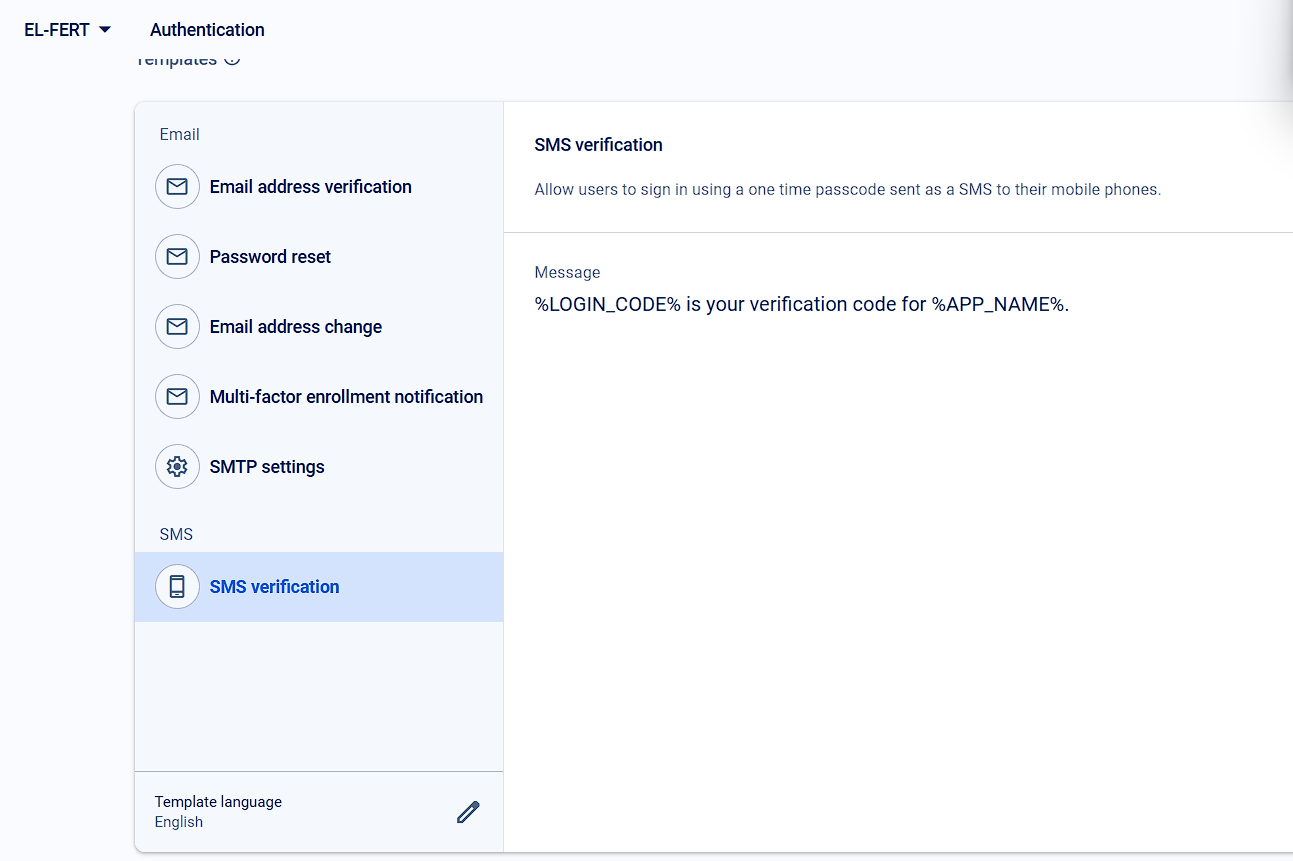 EL-FERT
Authentication
Templates
Email
Email address verification
Password reset
Email address change
Multi-factor enrollment notification
SMTP settings
SMS
SMS verification
Template language
English
SMS verification
Allow users to sign in using a one time passcode sent as a SMS to their mobile phones.
Message
%LOGIN_CODE% is your verification code for %APP_NAME%.